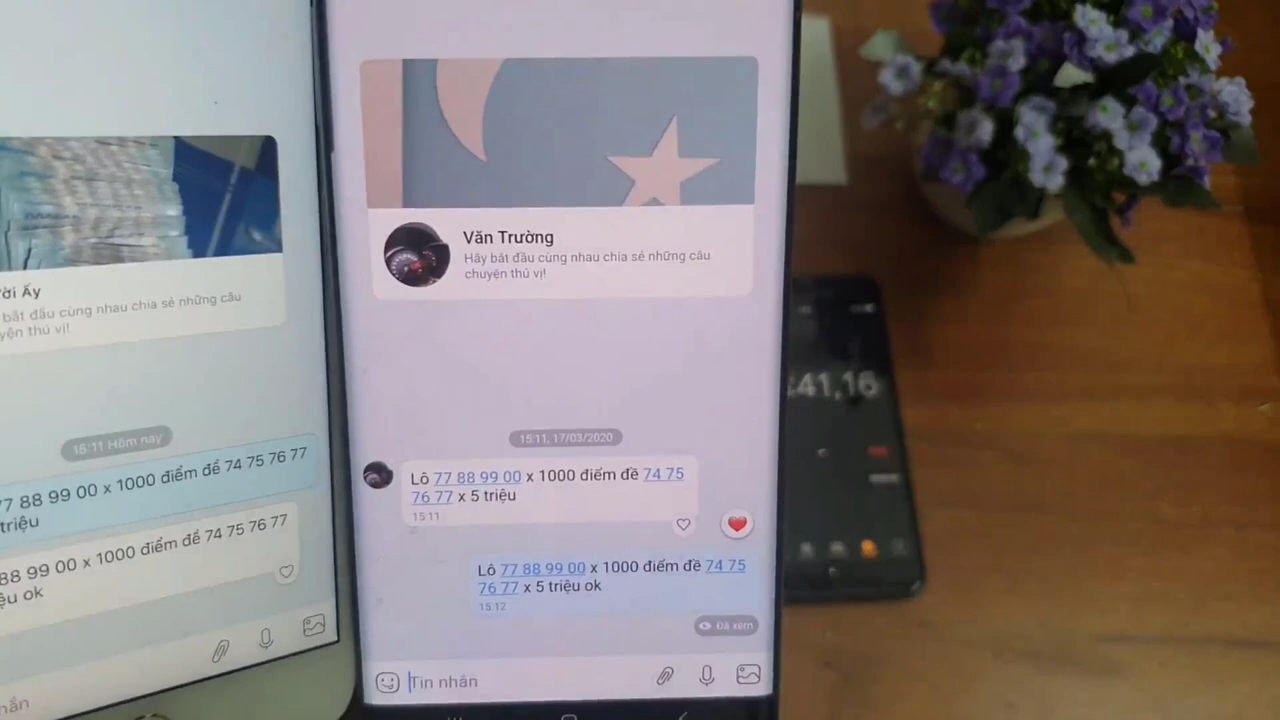 ời Ấy
bắt đầu cùng nhau chia sẻ những câu
yện thú vị!
15:11 Hôm nay
77 88 99 00 x 1000 điểm đề 74 75 76 77
triệu
88 99 00 x 1000 điểm đề 74 75 76 77
ệu ok
hắn
Văn Trường
Hãy bắt đầu cùng nhau chia sẻ những câu
chuyện thú vị!
15:11, 17/03/2020
Lô 77 88 99 00 x 1000 điểm đề 74 75
76 77 x 5 triệu
15:11
Lô 77 88 99 00 x 1000 điểm đề 74 75
76 77 x 5 triệu ok
15:12
Đã xem
Tin nhắn
41,16